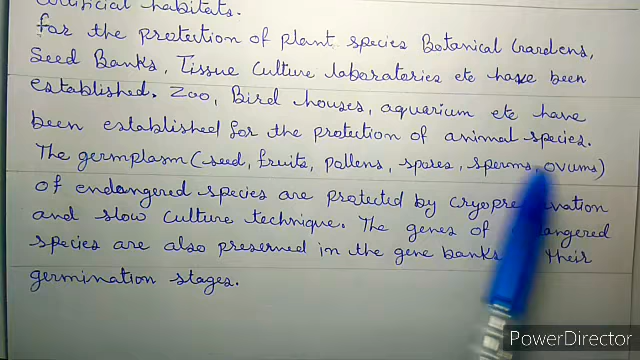 artificial habitats.
for the protection of plant species Botanical Gardens,
Seed Banks, Tissue Culture laboratories etc have been
established. Zoo, Bird houses, aquarium etc have
been established for the protection of animal species.
The germplasm (seed, fruits, pollens, spores, sperms, ovums)
of endangered species are protected by
and slow culture technique. The genes of
species are also preserved in the gene banks their
germination stages.
PowerDirector